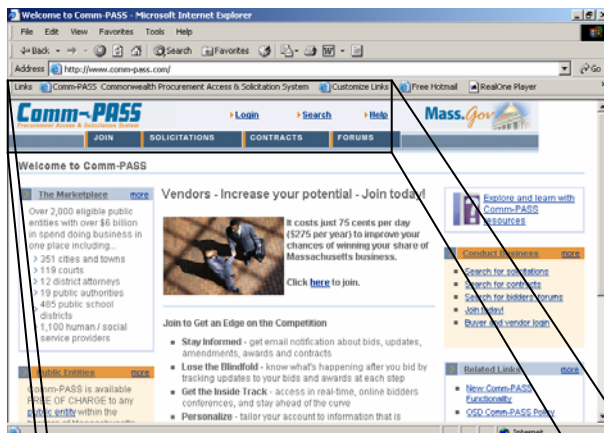 Welcome to Comm-PASS - Microsoft Internet Explorer
File Edit View Favorites Tools Help
Back Search Favorites
Address http://www.comm-pass.com/ Go
Links Comm-PASS Commonwealth Procurement Access & Solicitation System Customize Links Free Hotmail RealOne Player
Comm-PASS Login Search Help Mass.Gov
Procurement Access & Solicitation System
JOIN SOLICITATIONS CONTRACTS FORUMS
Welcome to Comm-PASS
The Marketplace more
Over 2,000 eligible public
entities with over $6 billion
in spend doing business in
one place including...
> 351 cities and towns
> 119 courts
> 12 district attorneys
> 19 public authorities
> 485 public school
districts
> 1,100 human / social
service providers
Public Entities more
Comm-PASS is available
FREE OF CHARGE to any
public entity within the
Vendors - Increase your potential - Join today!
It costs just 75 cents per day
($275 per year) to improve your
chances of winning your share of
Massachusetts business.
Click here to join.
Join to Get an Edge on the Competition
Stay Informed - get email notification about bids, updates,
amendments, awards and contracts
Lose the Blindfold - know what's happening after you bid by
tracking updates to your bids and awards at each step
Get the Inside Track - access in real-time, online bidders
conferences, and stay ahead of the curve
Personalize - tailor your account to information that is
Explore and learn with
Comm-PASS
resources
Conduct Business more
Search for solicitations
Search for contracts
Search for bidders' forums
Join today!
Buyer and vendor login
Related Links more
New Comm-PASS
Functionality
OSD Comm-PASS Policy
Internet